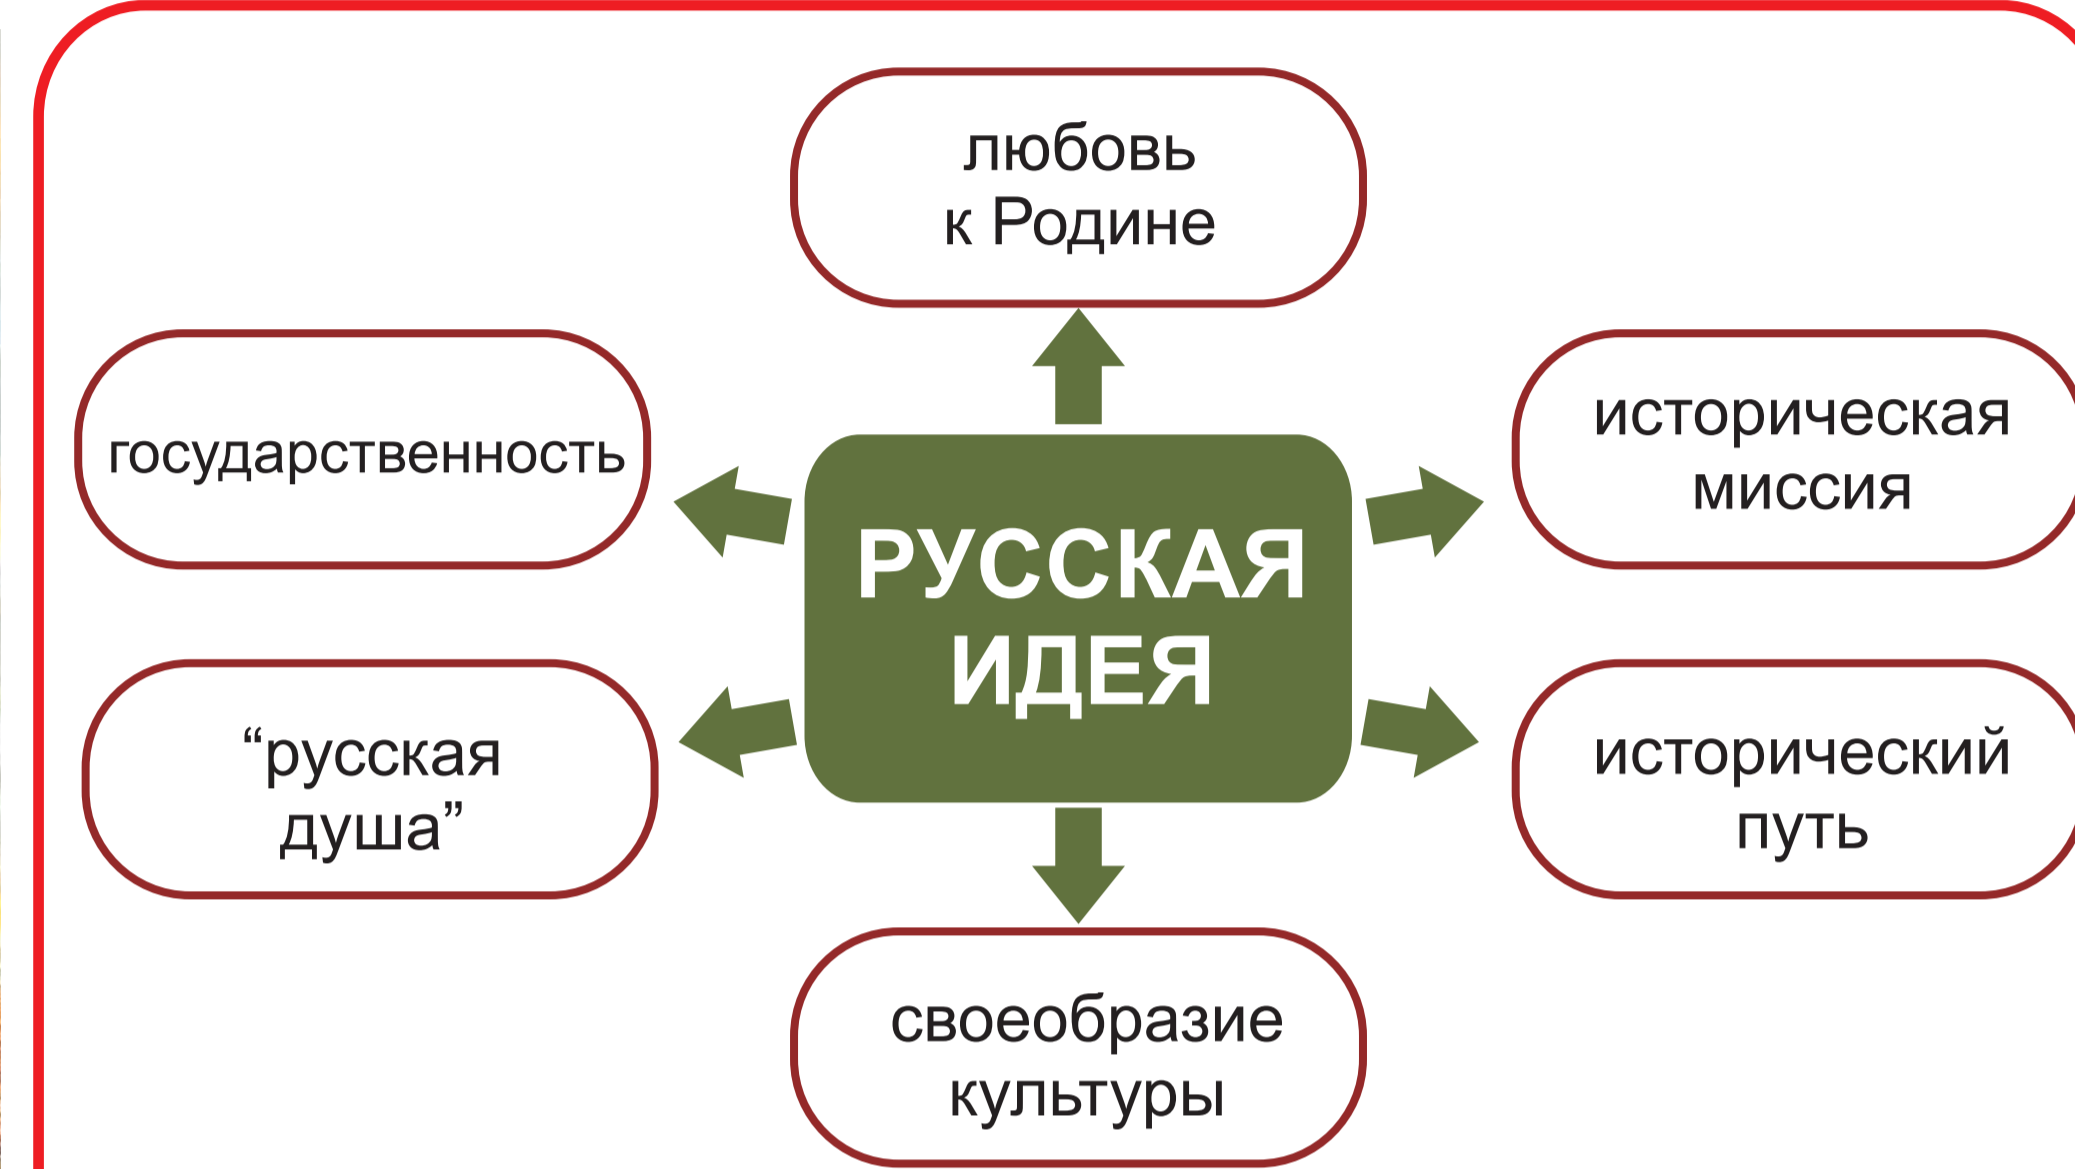 любовь
к Родине
государственность
историческая
миссия
РУССКАЯ
ИДЕЯ
“русская
душа”
исторический
путь
своеобразие
культуры